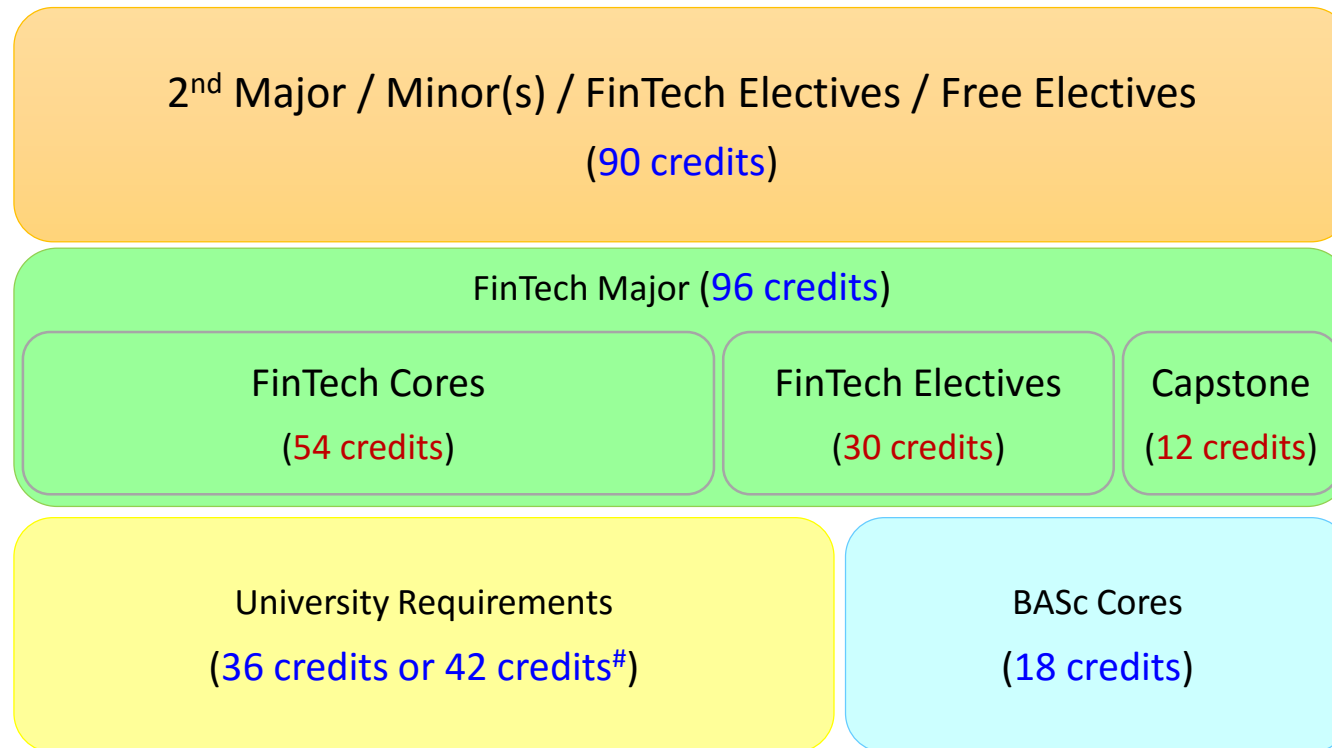 2nd Major / Minor(s) / FinTech Electives / Free Electives
(90 credits)
FinTech Major (96 credits)
FinTech Cores
(54 credits)
FinTech Electives
(30 credits)
Capstone
(12 credits)
University Requirements
(36 credits or 42 credits#)
BASc Cores
(18 credits)